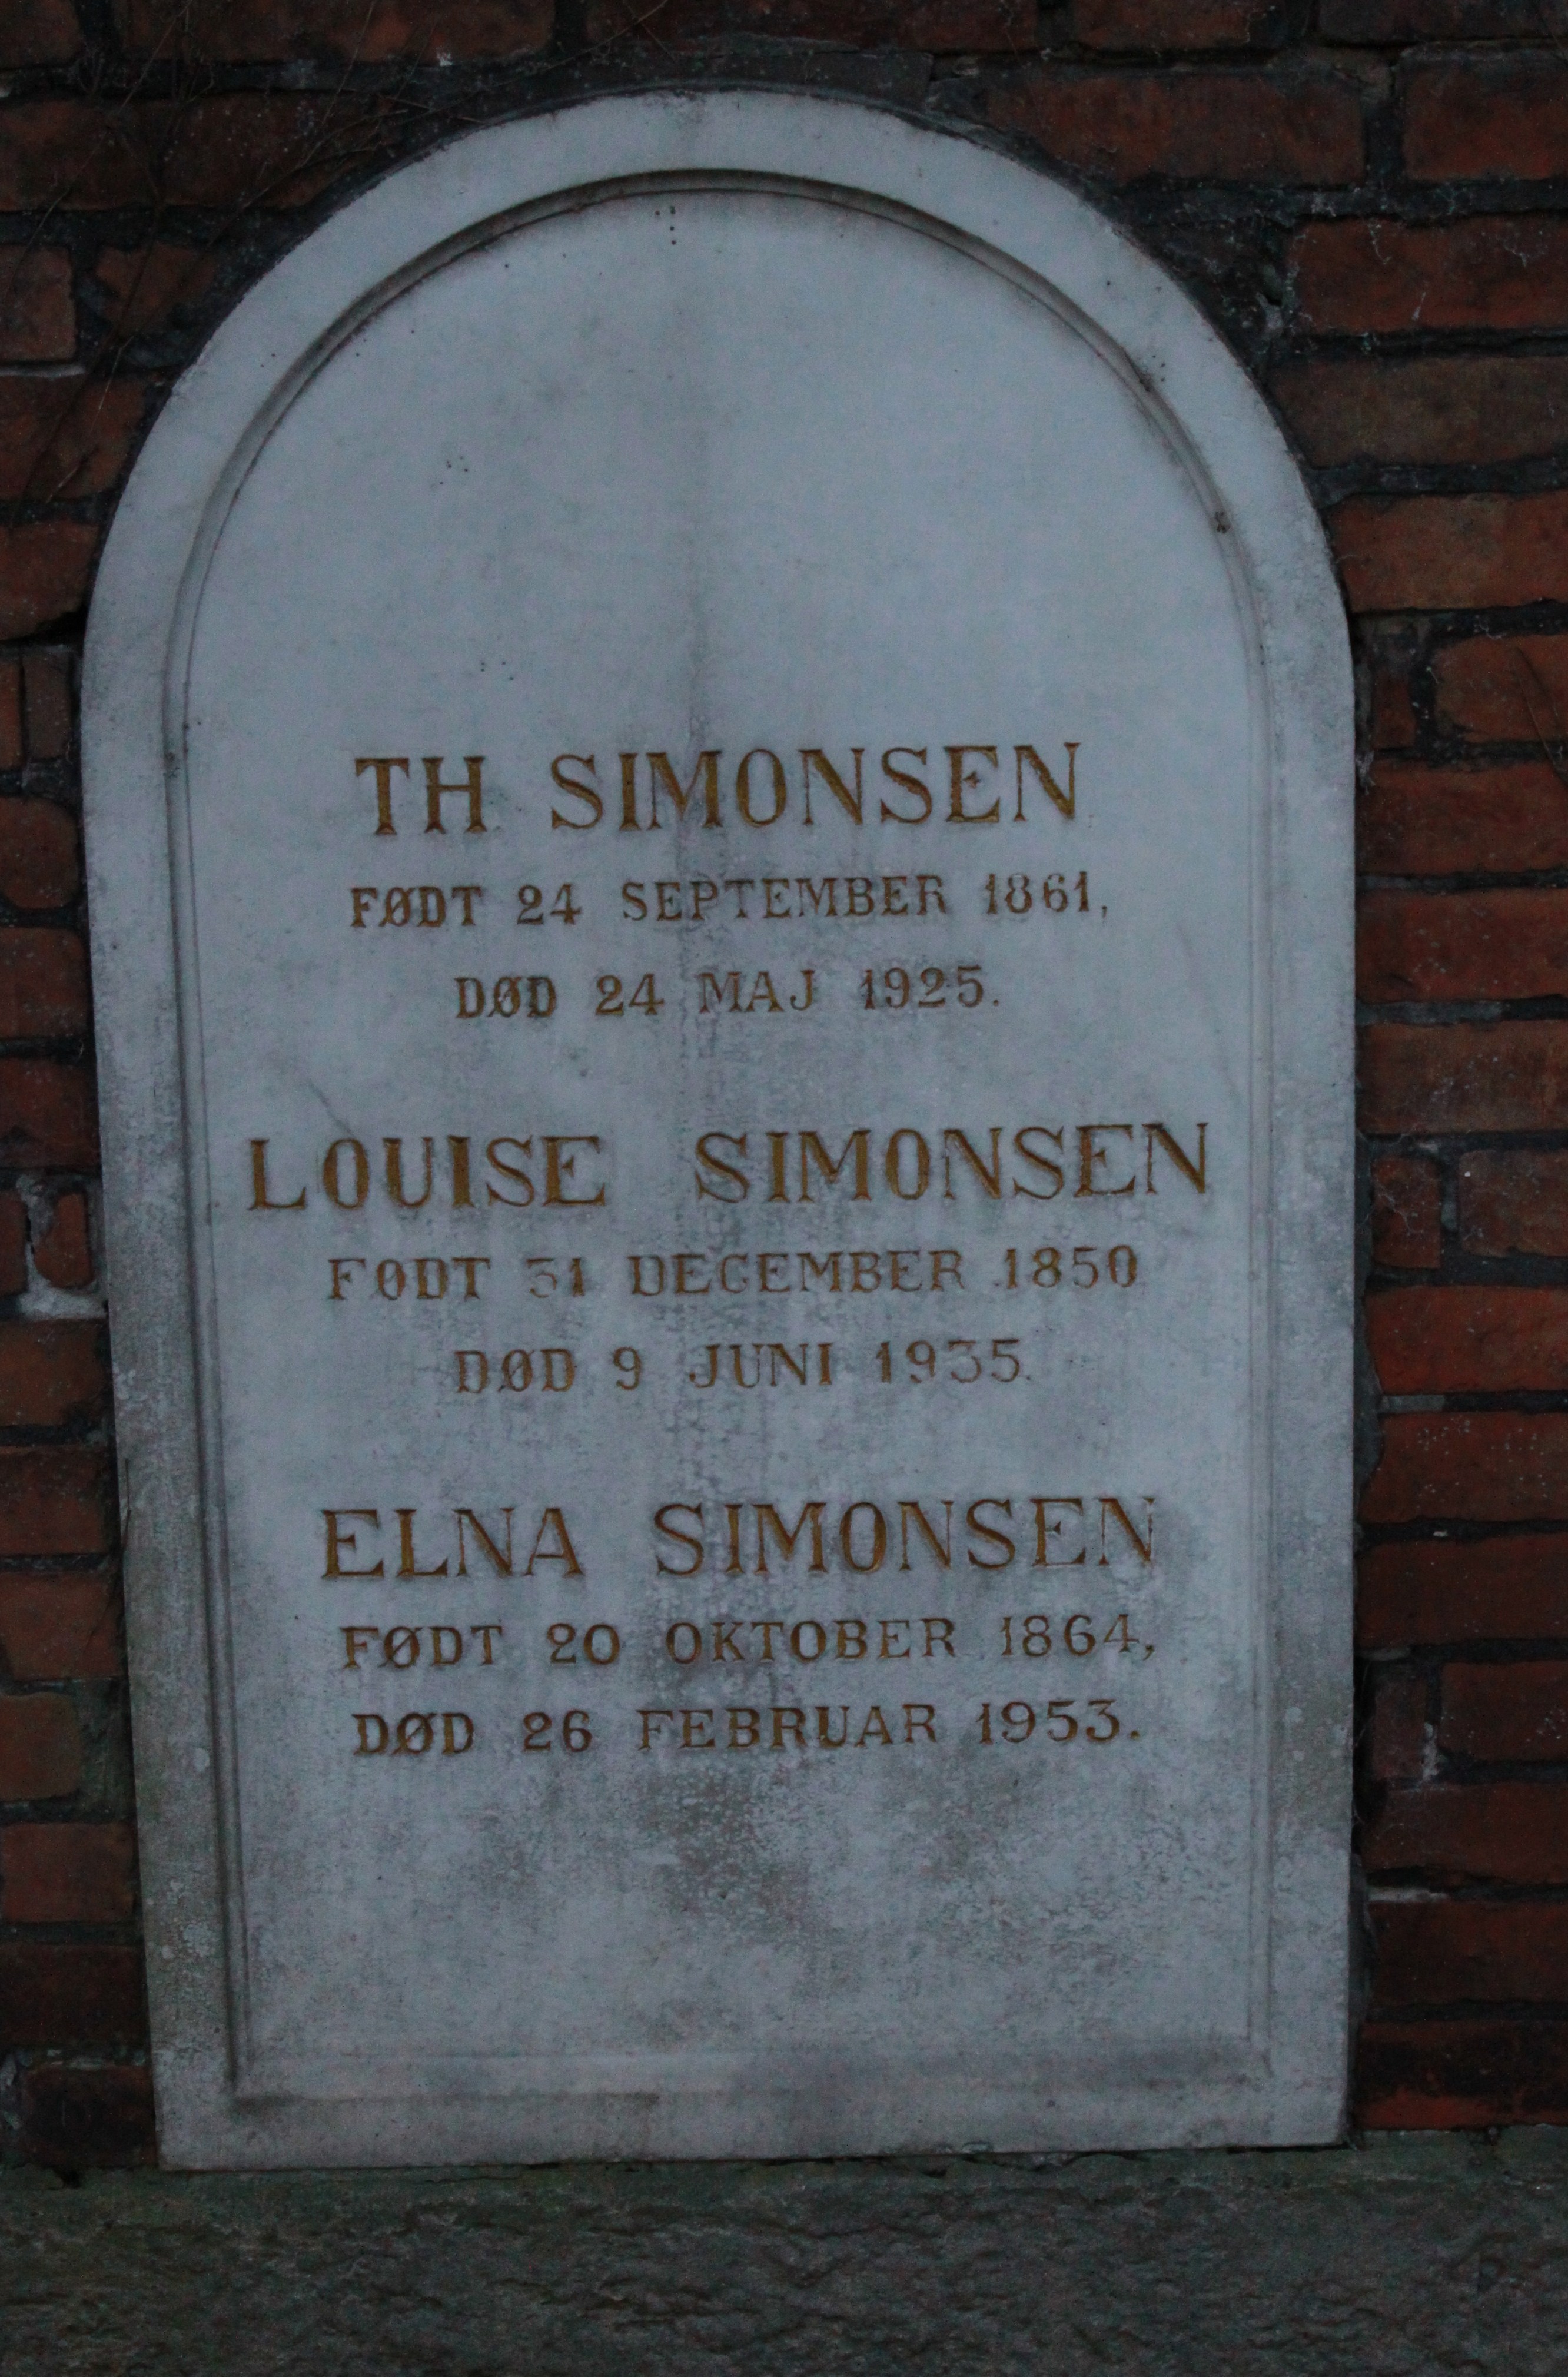 TH SIMONSEN
FØDT 24 SEPTEMBER 1861,
DØD 24 MAJ 1925.
LOUISE SIMONSEN
FØDT 31 DECEMBER 1850
DØD 9 JUNI 1935.
ELNA SIMONSEN
FØDT 20 OKTOBER 1864,
DØD 26 FEBRUAR 1953.